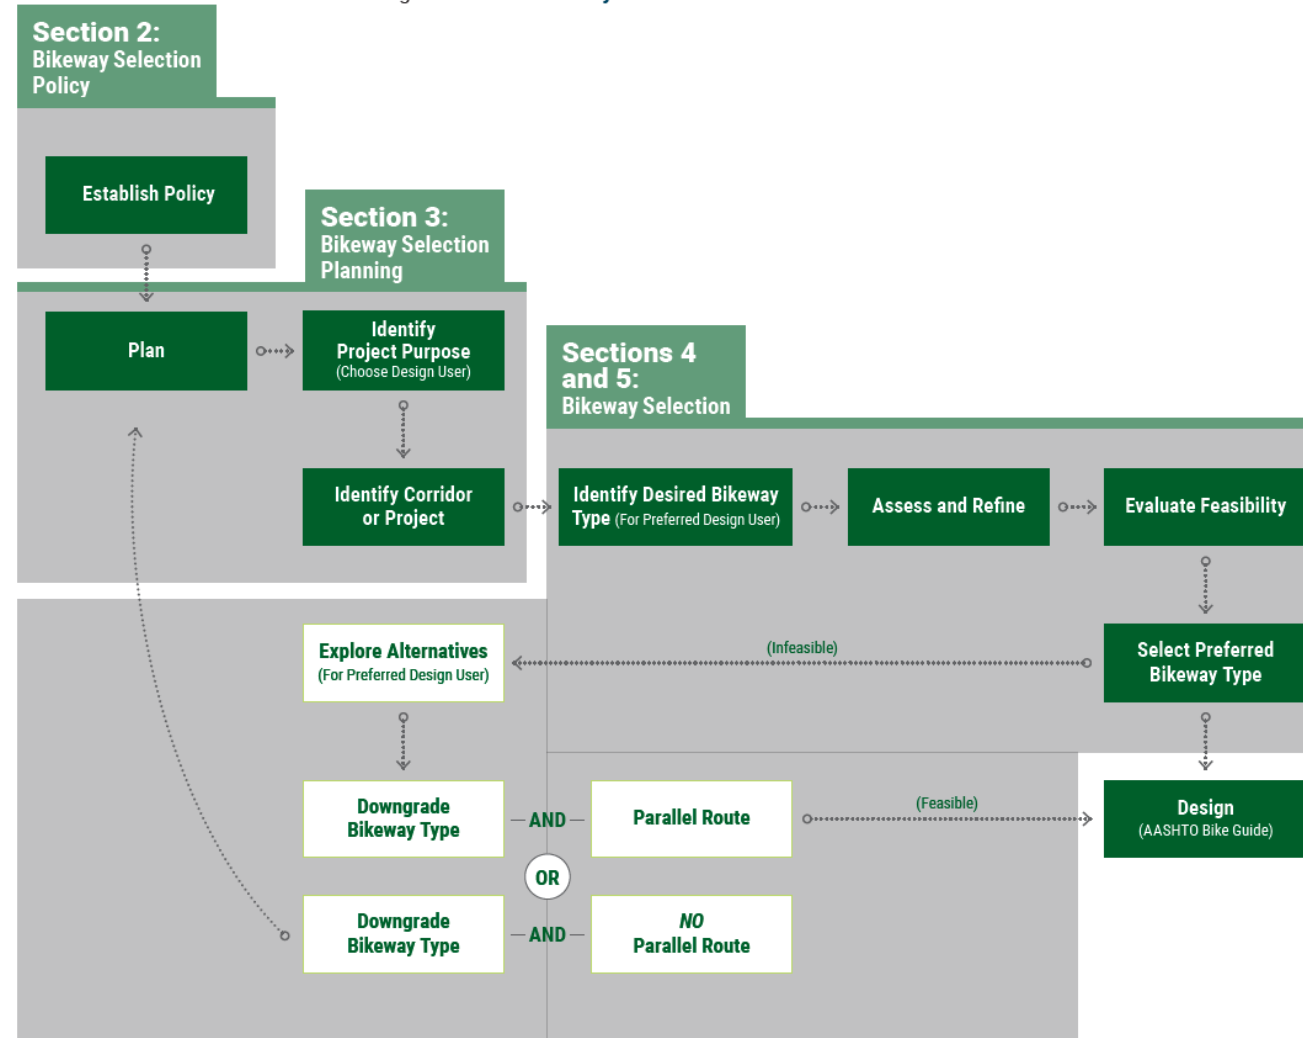 Section 2:
Bikeway Selection
Policy
Establish Policy
Section 3:
Bikeway Selection
Planning
Plan
Identify
Project Purpose
(Choose Design User)
Identify Corridor
or Project
Sections 4
and 5:
Bikeway Selection
Identify Desired Bikeway
Type (For Preferred Design User)
Assess and Refine
Evaluate Feasibility
Explore Alternatives
(For Preferred Design User)
(Infeasible)
Select Preferred
Bikeway Type
Downgrade
Bikeway Type
AND
Parallel Route
(Feasible)
Design
(AASHTO Bike Guide)
OR
Downgrade
Bikeway Type
AND
NO
Parallel Route